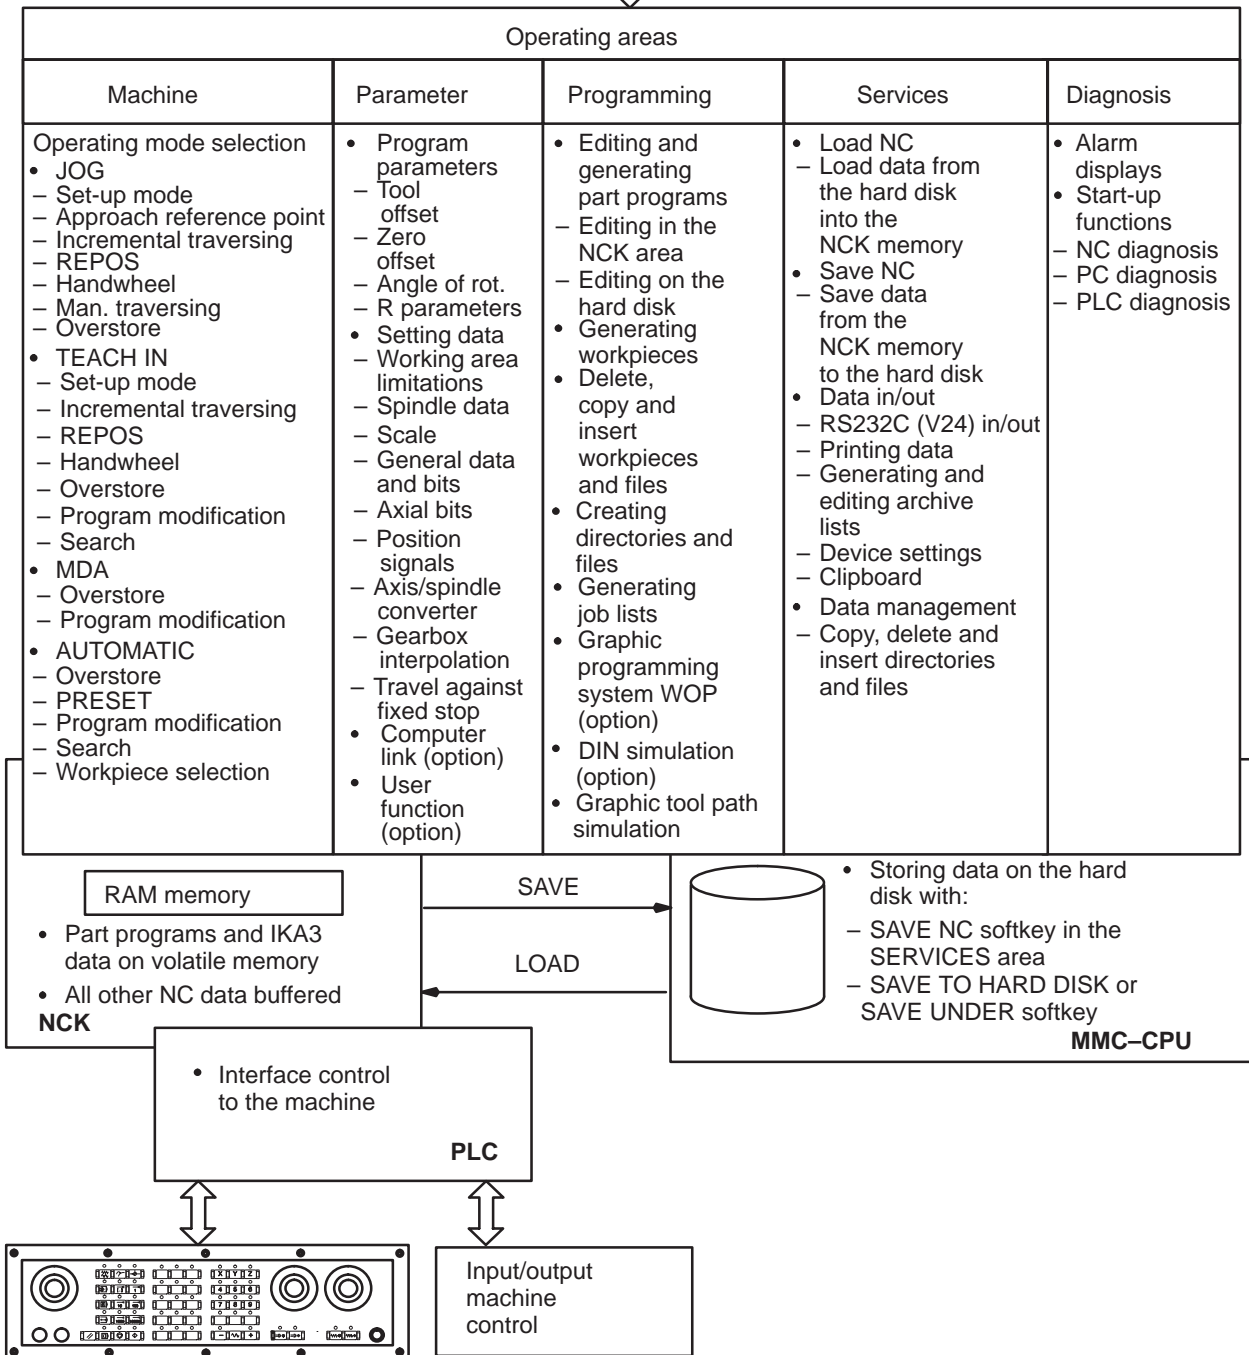 Operating areas
Machine
Operating mode selection
• JOG
– Set-up mode
– Approach reference point
– Incremental traversing
– REPOS
– Handwheel
– Man. traversing
– Overstore
• TEACH IN
– Set-up mode
– Incremental traversing
– REPOS
– Handwheel
– Overstore
– Program modification
– Search
• MDA
– Overstore
– Program modification
• AUTOMATIC
– Overstore
– PRESET
– Program modification
– Search
– Workpiece selection
Parameter
• Program
parameters
– Tool
offset
– Zero
offset
– Angle of rot.
– R parameters
• Setting data
– Working area
limitations
– Spindle data
– Scale
– General data
and bits
– Axial bits
– Position
signals
– Axis/spindle
converter
– Gearbox
interpolation
– Travel against
fixed stop
• Computer
link (option)
• User
function
(option)
Programming
• Editing and
generating
part programs
– Editing in the
NCK area
– Editing on the
hard disk
• Generating
workpieces
• Delete,
copy and
insert
workpieces
and files
• Creating
directories and
files
• Generating
job lists
• Graphic
programming
system WOP
(option)
• DIN simulation
(option)
• Graphic tool path
simulation
Services
• Load NC
– Load data from
the hard disk
into the
NCK memory
• Save NC
– Save data
from the
NCK memory
to the hard disk
• Data in/out
– RS232C (V24) in/out
– Printing data
– Generating and
editing archive
lists
– Device settings
– Clipboard
• Data management
– Copy, delete and
insert directories
and files
Diagnosis
• Alarm
displays
• Start-up
functions
– NC diagnosis
– PC diagnosis
– PLC diagnosis
RAM memory
• Part programs and IKA3
data on volatile memory
• All other NC data buffered
NCK
SAVE
LOAD
• Storing data on the hard
disk with:
– SAVE NC softkey in the
SERVICES area
– SAVE TO HARD DISK or
SAVE UNDER softkey
MMC–CPU
• Interface control
to the machine
PLC
X Y Z
4 5 6
7 8 9
Input/output
machine
control